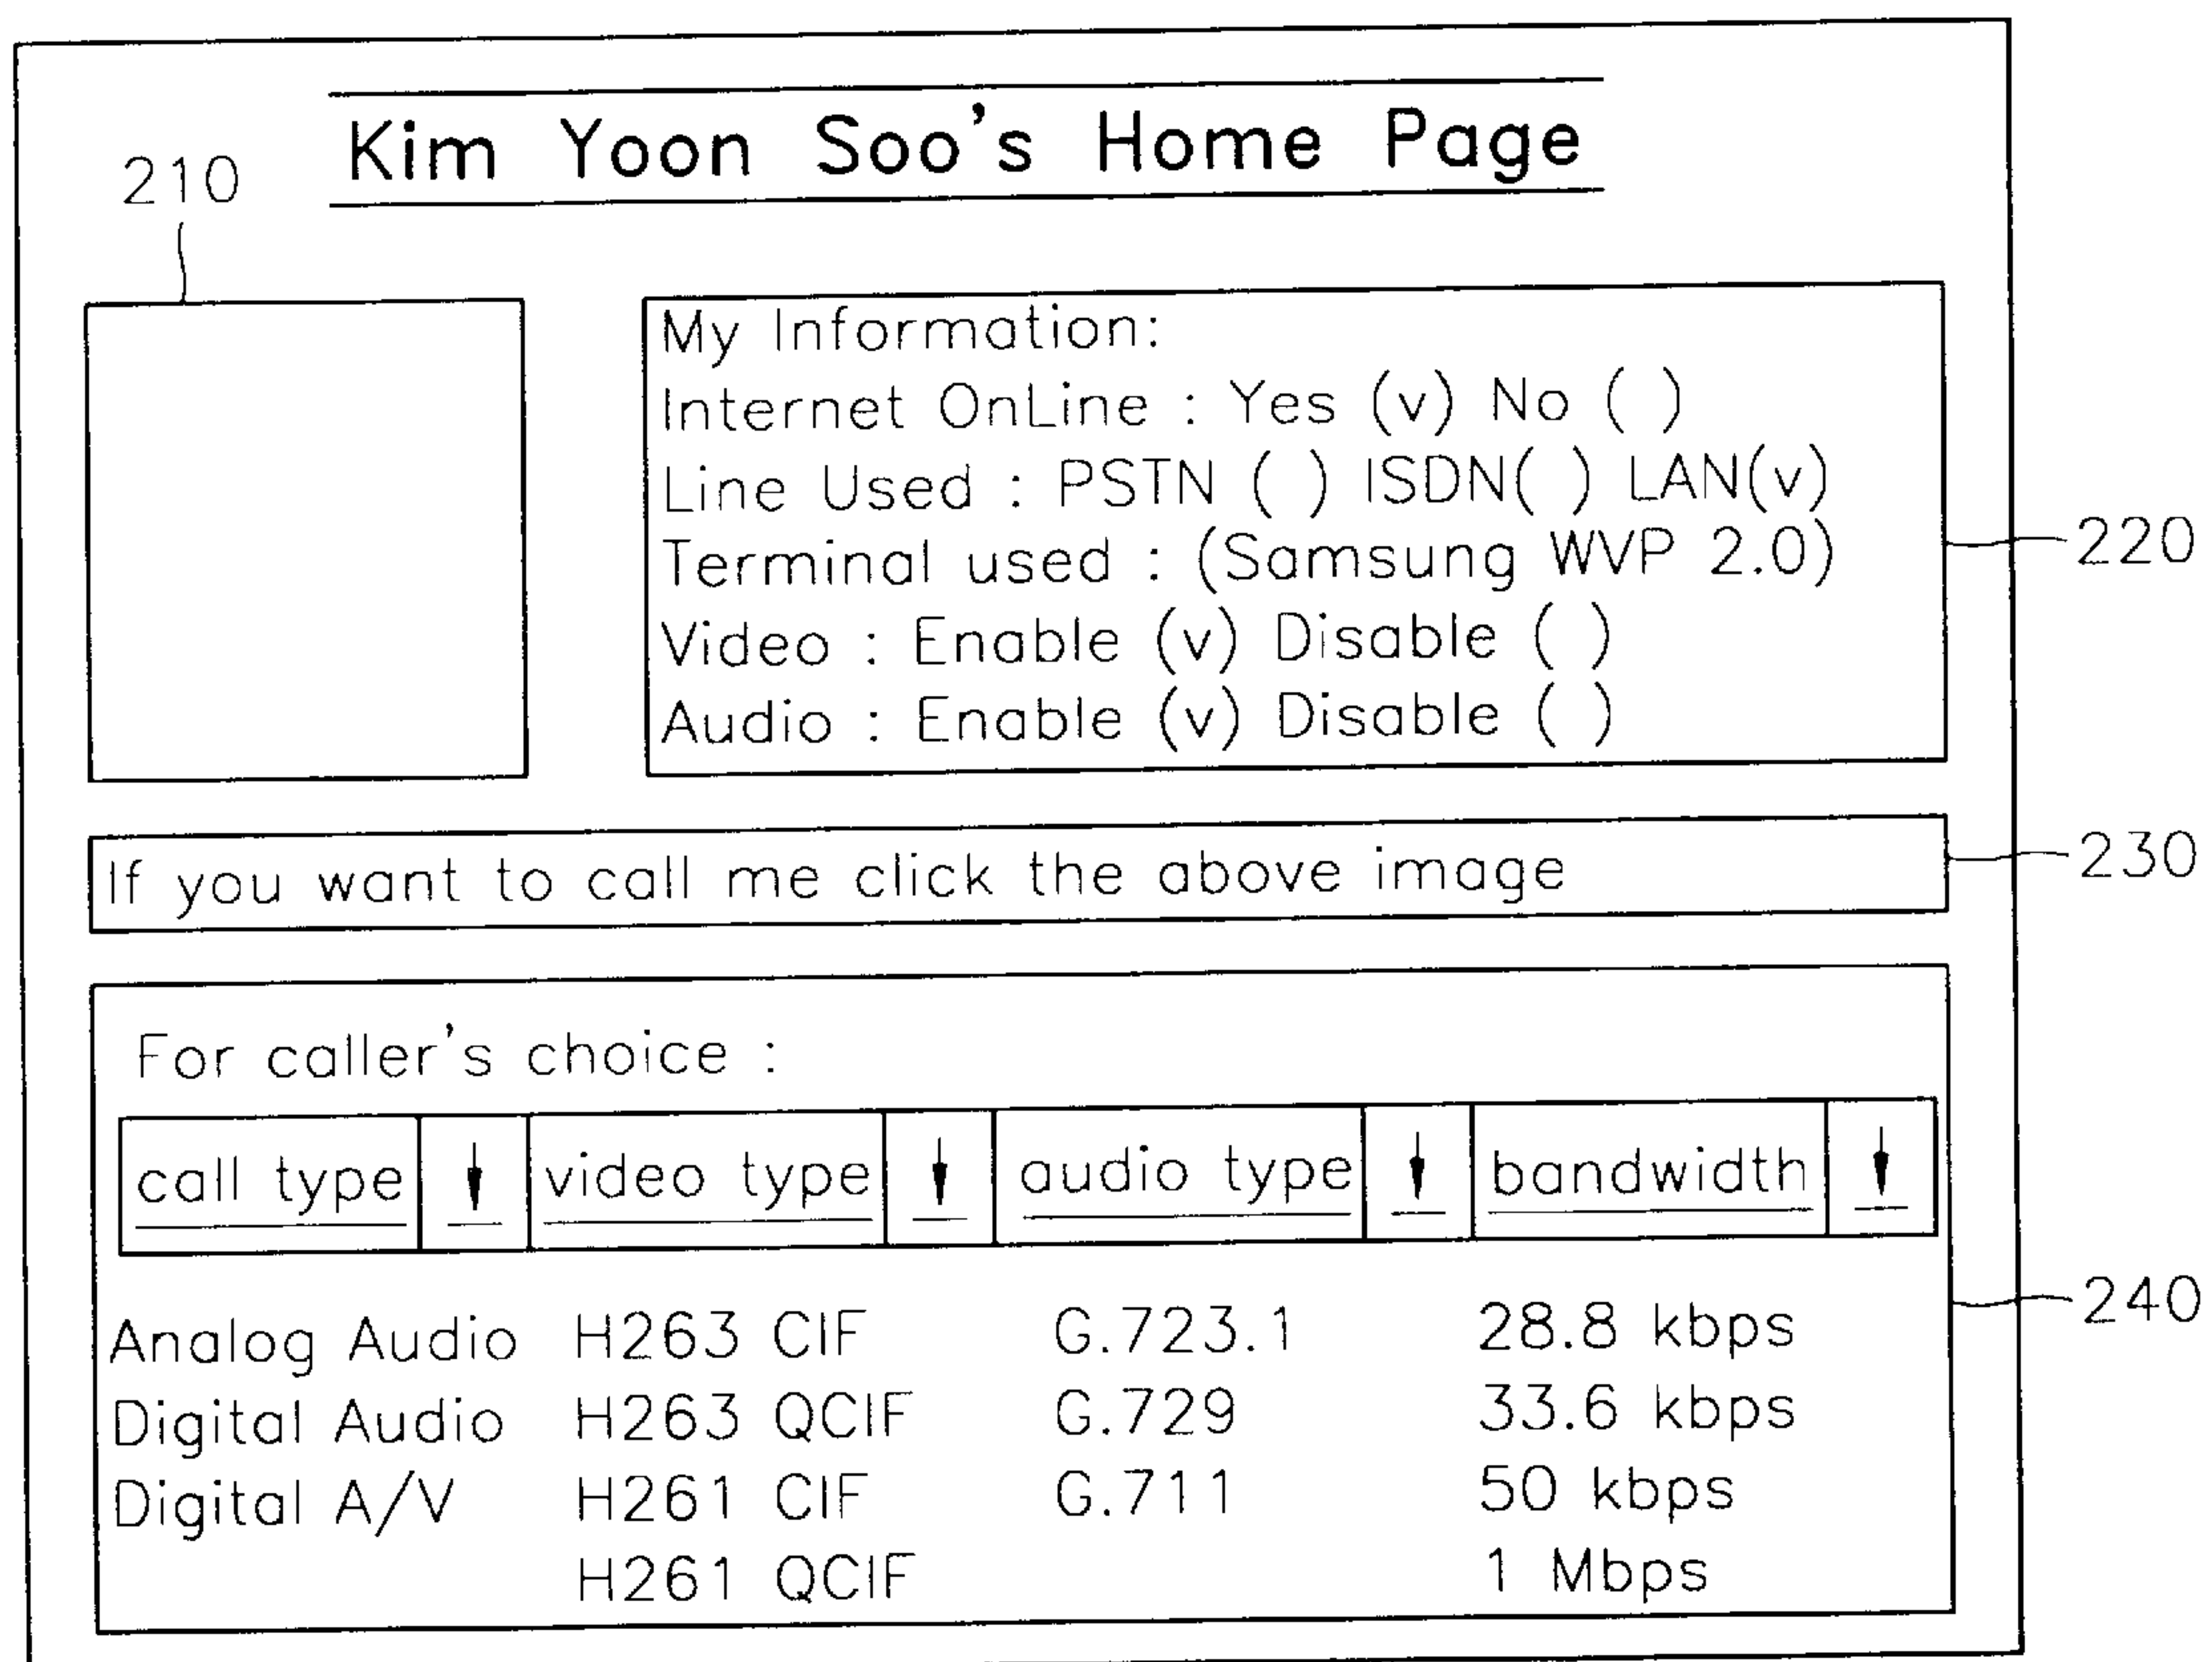 Kim Yoon Soo's Home Page
210
My Information:
Internet OnLine : Yes (v) No ( )
Line Used : PSTN ( ) ISDN( ) LAN(v)
Terminal used : (Samsung WVP 2.0)
Video : Enable (v) Disable ( )
Audio : Enable (v) Disable ( )
220
If you want to call me click the above image
230
For caller's choice :
call type ↓ video type ↓ audio type ↓ bandwidth ↓
Analog Audio H263 CIF G.723.1 28.8 kbps
240
Digital Audio H263 QCIF G.729 33.6 kbps
Digital A/V H261 CIF G.711 50 kbps
H261 QCIF 1 Mbps